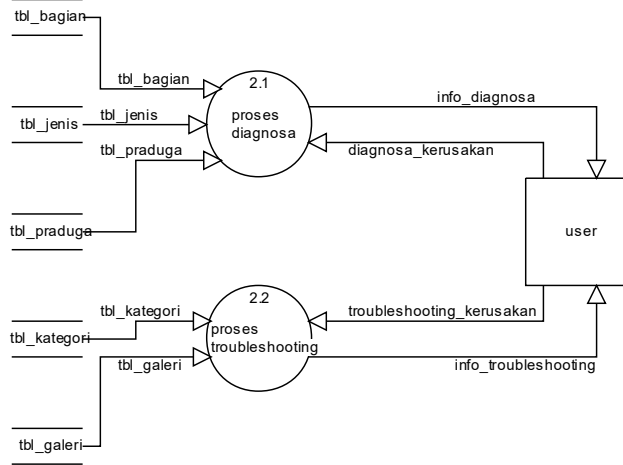 tbl_bagian
tbl_bagian
2.1
proses
diagnosa
info_diagnosa
tbl_jenis
tbl_jenis
tbl_praduga
diagnosa_kerusakan
tbl_praduga
user
2.2
proses
troubleshooting
tbl_kategori
troubleshooting_kerusakan
tbl_kategori
tbl_galeri
info_troubleshooting
tbl_galeri